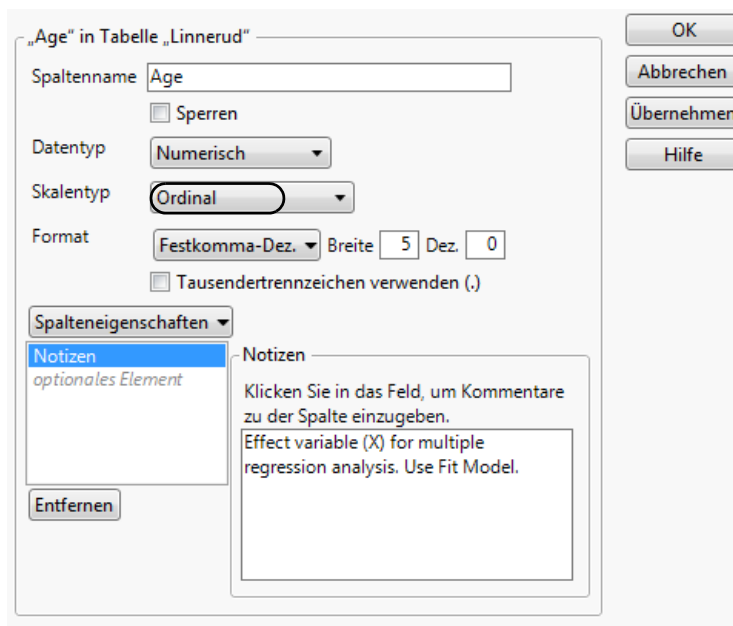 „Age" in Tabelle „Linnerud"
Spaltenname Age
Sperren
Datentyp Numerisch
Skalentyp Ordinal
Format Festkomma-Dez. Breite 5 Dez. 0
Tausendertrennzeichen verwenden (.)
Spalteneigenschaften
Notizen
optionales Element
Entfernen
Notizen
Klicken Sie in das Feld, um Kommentare
zu der Spalte einzugeben.
Effect variable (X) for multiple
regression analysis. Use Fit Model.
OK
Abbrechen
Übernehmen
Hilfe